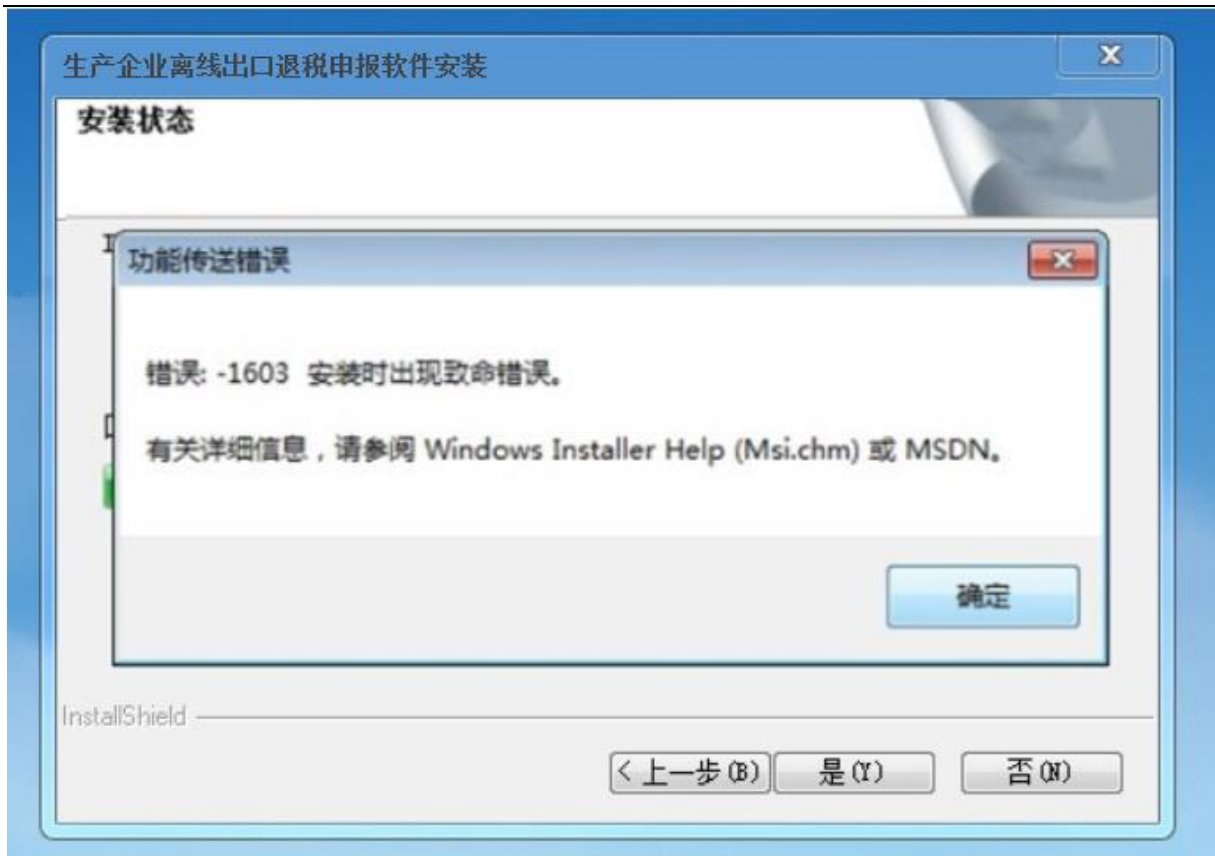 生产企业离线出口退税申报软件安装
安装状态
功能传送错误
错误: -1603 安装时出现致命错误。
有关详细信息，请参阅 Windows Installer Help (Msi.chm) 或 MSDN。
确定
InstallShield
< 上一步(B) 是(Y) 否(N)